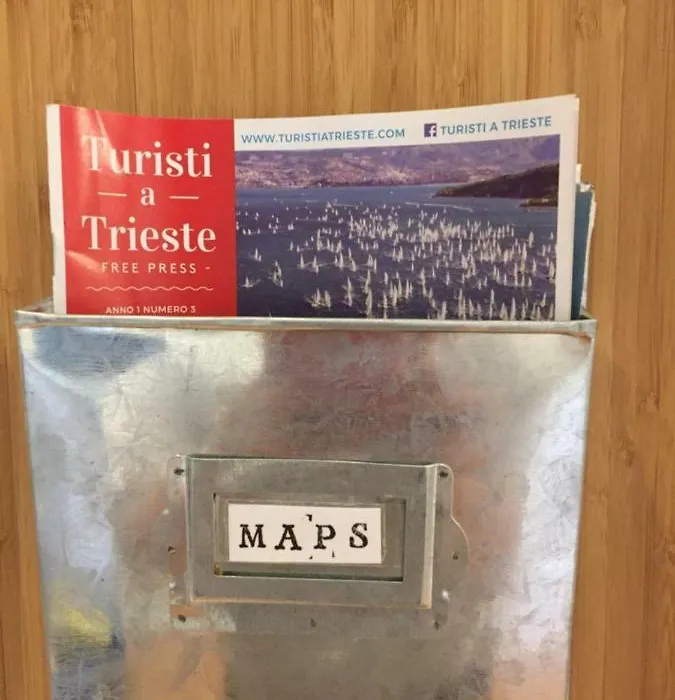 Turisti
a
Trieste
- FREE PRESS -
ANNO 1 NUMERO 3
WWW.TURISTIATRIESTE.COM
f TURISTI A TRIESTE
MAPS